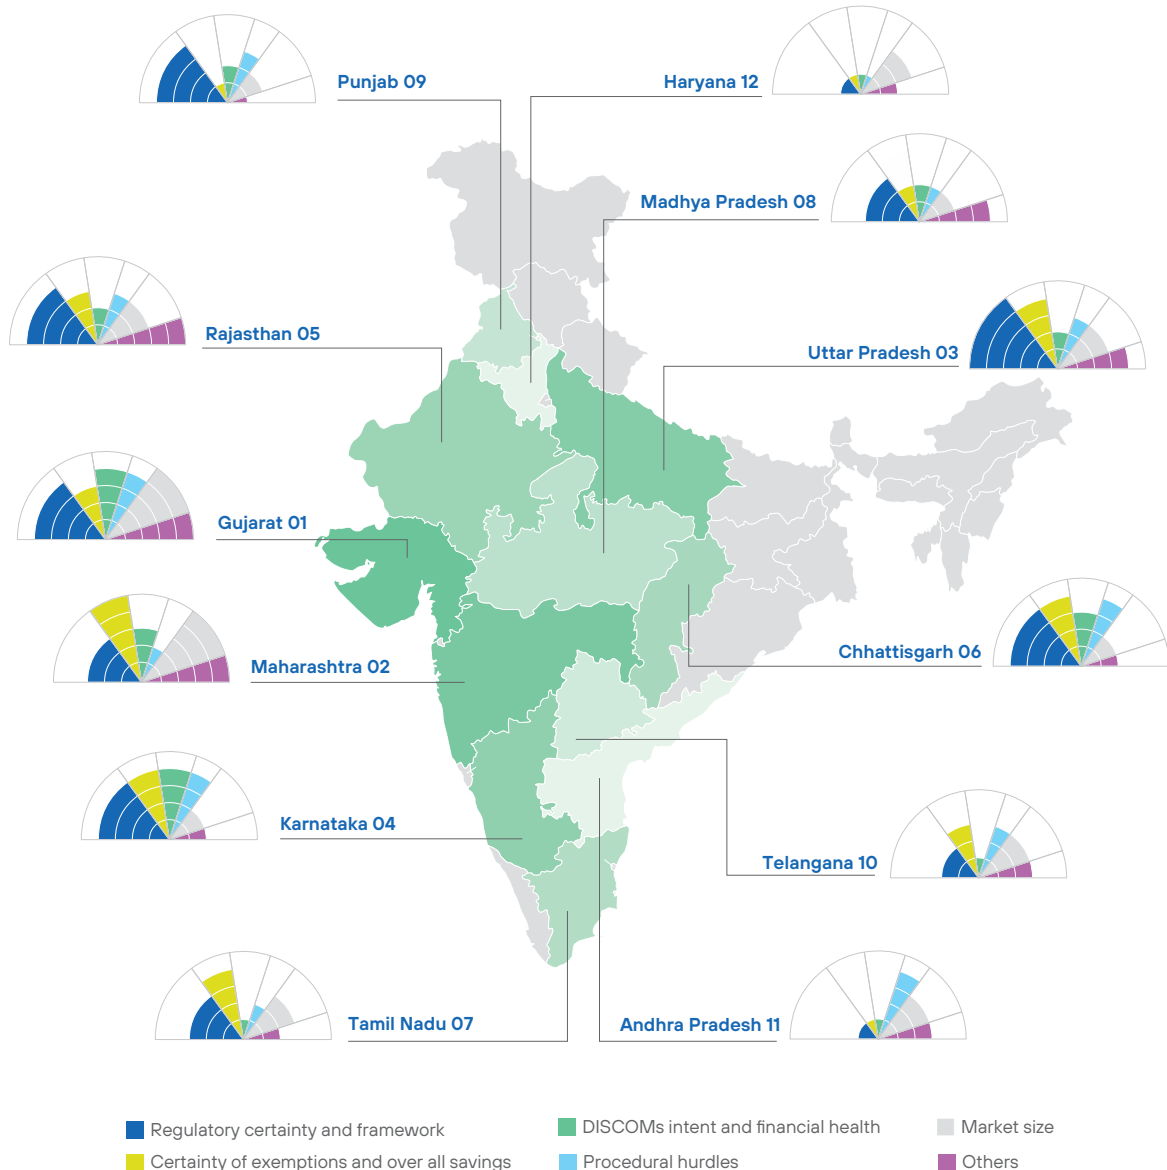 Punjab 09
Haryana 12
Madhya Pradesh 08
Rajasthan 05
Uttar Pradesh 03
Gujarat 01
Maharashtra 02
Chhattisgarh 06
Karnataka 04
Telangana 10
Tamil Nadu 07
Andhra Pradesh 11
Regulatory certainty and framework
DISCOMs intent and financial health
Market size
Certainty of exemptions and over all savings
Procedural hurdles
Others